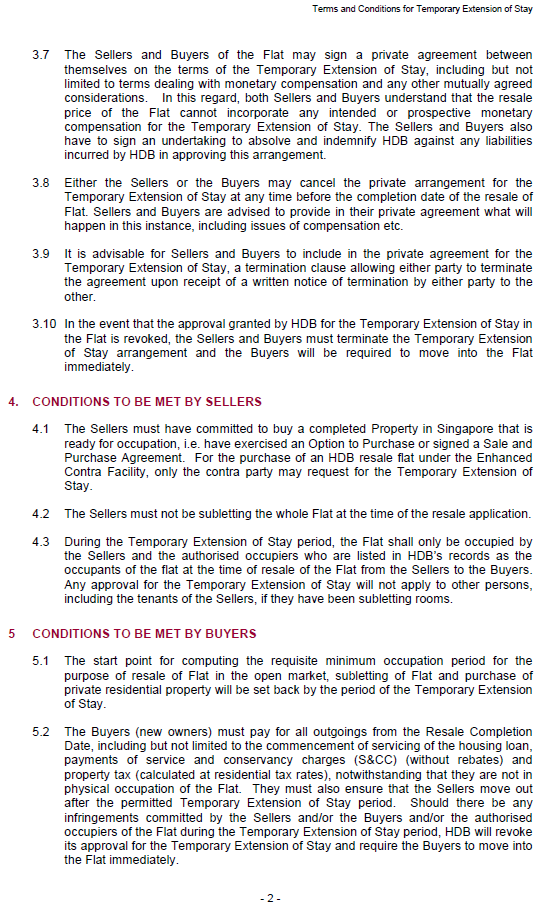 Terms and Conditions for Temporary Extension of Stay
3.7 The Sellers and Buyers of the Flat may sign a private agreement between
themselves on the terms of the Temporary Extension of Stay, including but not
limited to terms dealing with monetary compensation and any other mutually agreed
considerations. In this regard, both Sellers and Buyers understand that the resale
price of the Flat cannot incorporate any intended or prospective monetary
compensation for the Temporary Extension of Stay. The Sellers and Buyers also
have to sign an undertaking to absolve and indemnify HDB against any liabilities
incurred by HDB in approving this arrangement.
3.8 Either the Sellers or the Buyers may cancel the private arrangement for the
Temporary Extension of Stay at any time before the completion date of the resale of
Flat. Sellers and Buyers are advised to provide in their private agreement what will
happen in this instance, including issues of compensation etc.
3.9 It is advisable for Sellers and Buyers to include in the private agreement for the
Temporary Extension of Stay, a termination clause allowing either party to terminate
the agreement upon receipt of a written notice of termination by either party to the
other.
3.10 In the event that the approval granted by HDB for the Temporary Extension of Stay in
the Flat is revoked, the Sellers and Buyers must terminate the Temporary Extension
of Stay arrangement and the Buyers will be required to move into the Flat
immediately.
4. CONDITIONS TO BE MET BY SELLERS
4.1 The Sellers must have committed to buy a completed Property in Singapore that is
ready for occupation, i.e. have exercised an Option to Purchase or signed a Sale and
Purchase Agreement. For the purchase of an HDB resale flat under the Enhanced
Contra Facility, only the contra party may request for the Temporary Extension of
Stay.
4.2 The Sellers must not be subletting the whole Flat at the time of the resale application.
4.3 During the Temporary Extension of Stay period, the Flat shall only be occupied by
the Sellers and the authorised occupiers who are listed in HDB's records as the
occupants of the flat at the time of resale of the Flat from the Sellers to the Buyers.
Any approval for the Temporary Extension of Stay will not apply to other persons,
including the tenants of the Sellers, if they have been subletting rooms.
5 CONDITIONS TO BE MET BY BUYERS
5.1 The start point for computing the requisite minimum occupation period for the
purpose of resale of Flat in the open market, subletting of Flat and purchase of
private residential property will be set back by the period of the Temporary Extension
of Stay.
5.2 The Buyers (new owners) must pay for all outgoings from the Resale Completion
Date, including but not limited to the commencement of servicing of the housing loan,
payments of service and conservancy charges (S&CC) (without rebates) and
property tax (calculated at residential tax rates), notwithstanding that they are not in
physical occupation of the Flat. They must also ensure that the Sellers move out
after the permitted Temporary Extension of Stay period. Should there be any
infringements committed by the Sellers and/or the Buyers and/or the authorised
occupiers of the Flat during the Temporary Extension of Stay period, HDB will revoke
its approval for the Temporary Extension of Stay and require the Buyers to move into
the Flat immediately.
- 2 -